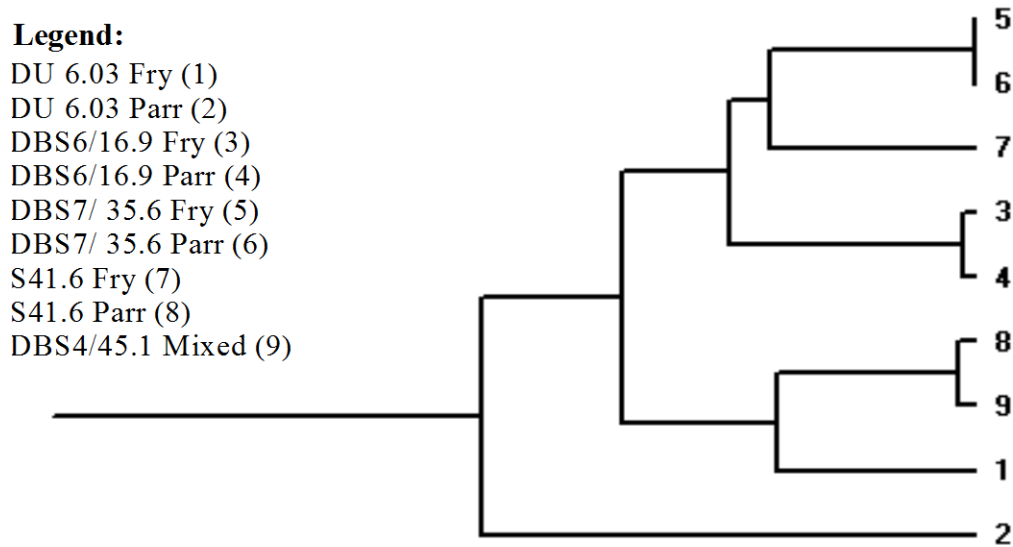 Legend:
DU 6.03 Fry (1)
DU 6.03 Parr (2)
DBS6/16.9 Fry (3)
DBS6/16.9 Parr (4)
DBS7/ 35.6 Fry (5)
DBS7/ 35.6 Parr (6)
S41.6 Fry (7)
S41.6 Parr (8)
DBS4/45.1 Mixed (9)
5
6
7
3
4
8
9
1
2